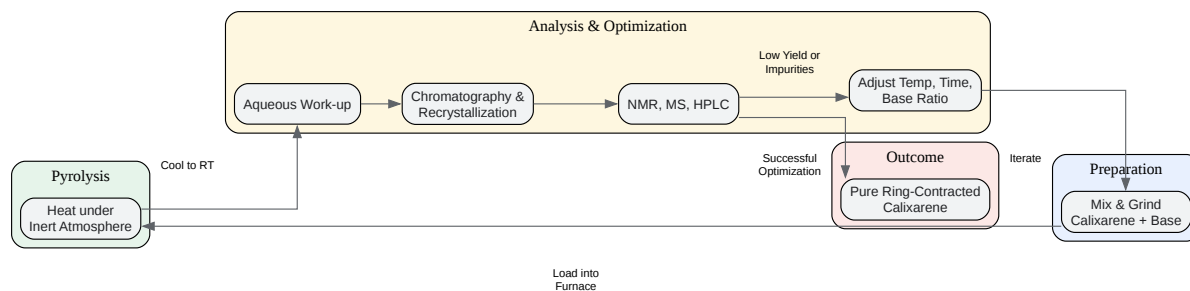 Analysis & Optimization
Low Yield or
Impurities
Aqueous Work-up
Chromatography &
Recrystallization
NMR, MS, HPLC
Adjust Temp, Time,
Base Ratio
Pyrolysis
Cool to RT
Heat under
Inert Atmosphere
Successful
Optimization
Outcome
Pure Ring-Contracted
Calixarene
Iterate
Preparation
Mix & Grind
Calixarene + Base
Load into
Furnace